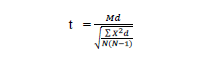 t = Md / √(∑X²d / N(N−1))